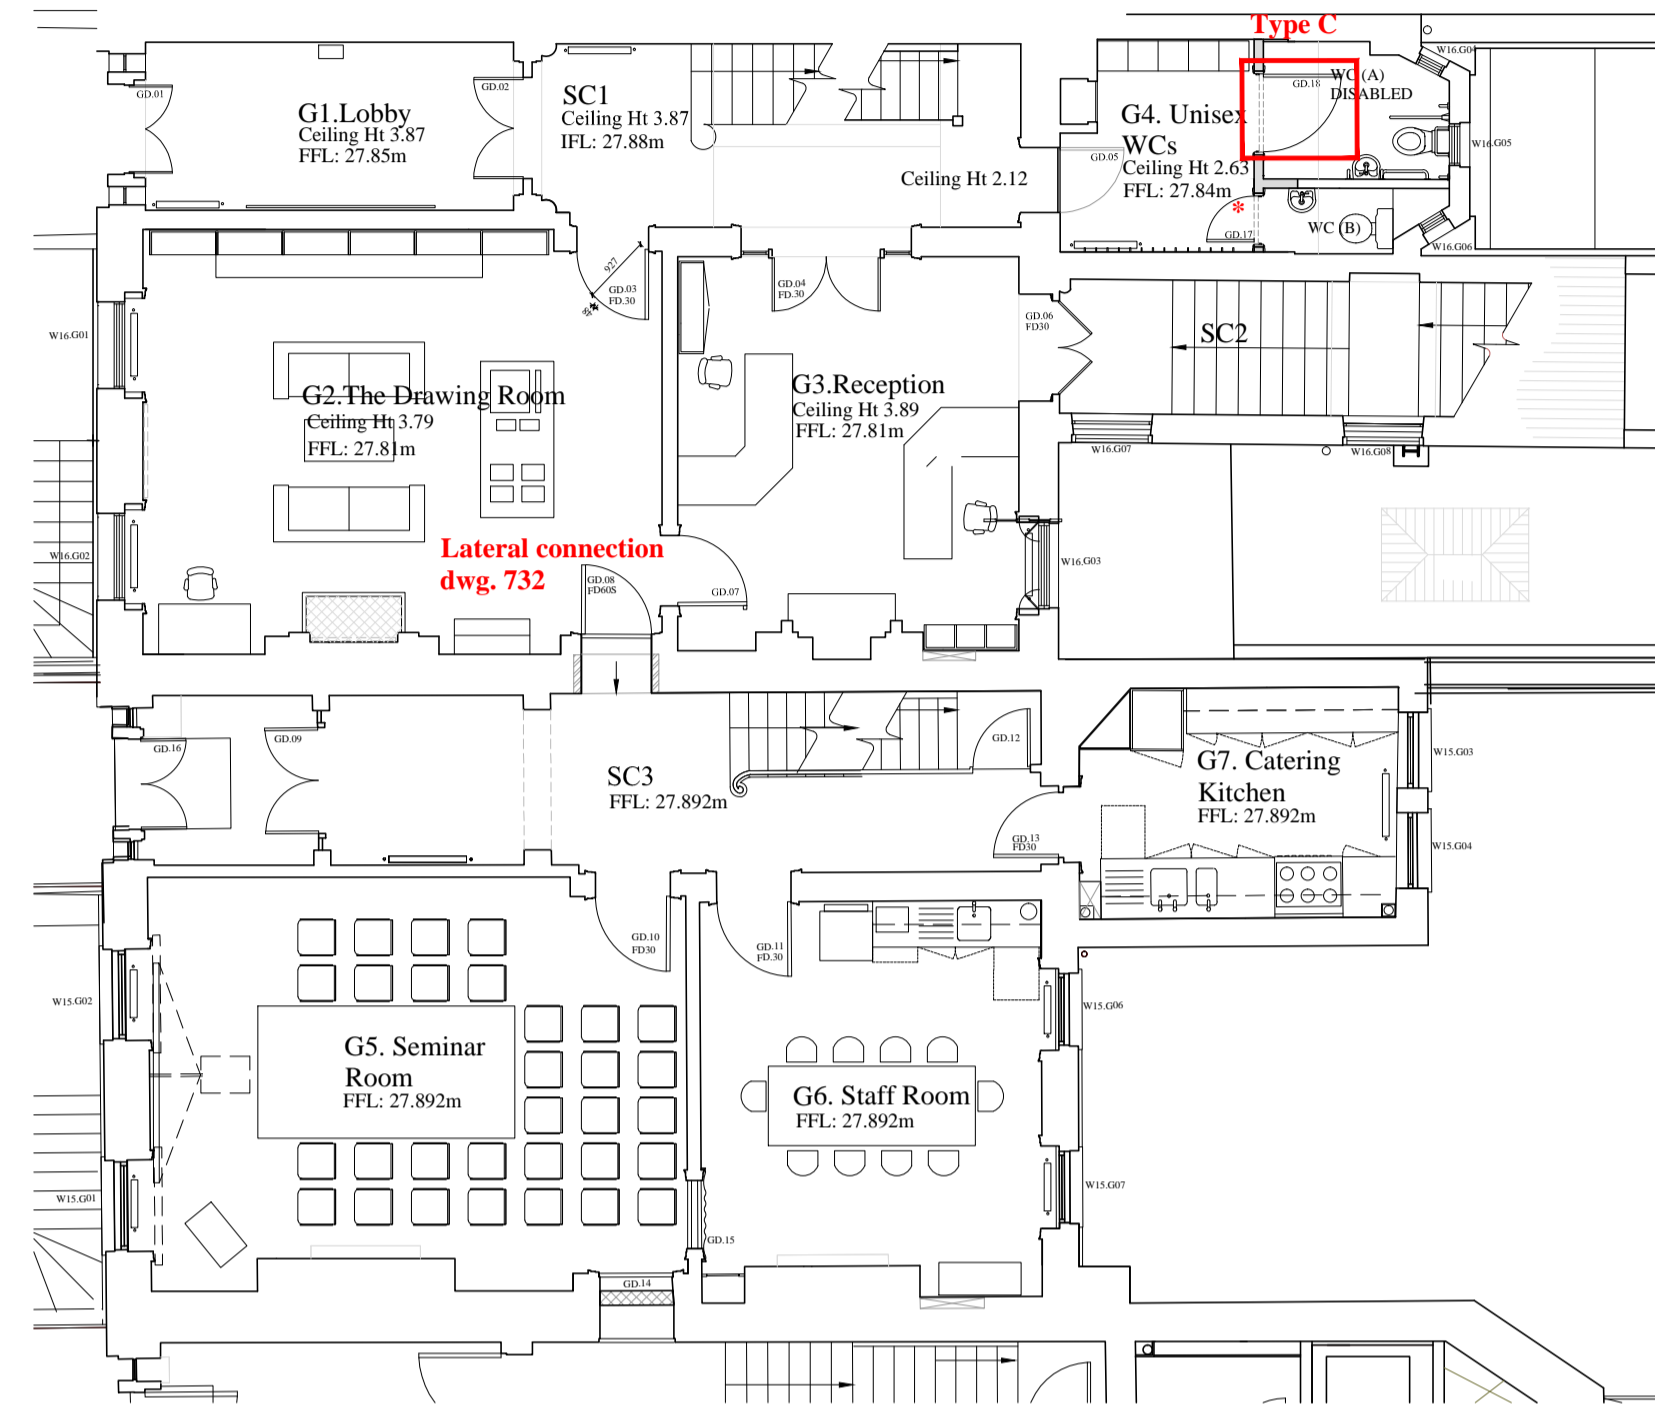 Type C
W16.G04
GD.01
GD.02
G1.Lobby
Ceiling Ht 3.87
FFL: 27.85m
SC1
Ceiling Ht 3.87
IFL: 27.88m
Ceiling Ht 2.12
GD.05
G4. Unisex
WCs
Ceiling Ht 2.63
FFL: 27.84m
GD.18
WC (A)
DISABLED
W16.G05
*
GD.17
WC (B)
W16.G06
927
GD.03
FD.30
GD.04
FD.30
GD.06
FD30
SC2
W16.G01
G2.The Drawing Room
Ceiling Ht 3.79
FFL: 27.81m
G3.Reception
Ceiling Ht 3.89
FFL: 27.81m
W16.G07
W16.G08
W16.G02
Lateral connection
dwg. 732
GD.08
FD60S
GD.07
W16.G03
GD.16
GD.09
SC3
FFL: 27.892m
GD.12
GD.13
FD30
G7. Catering
Kitchen
FFL: 27.892m
W15.G03
W15.G04
GD.10
FD30
GD.11
FD.30
W15.G02
W15.G06
G5. Seminar
Room
FFL: 27.892m
G6. Staff Room
FFL: 27.892m
W15.G01
W15.G07
GD.15
GD.14